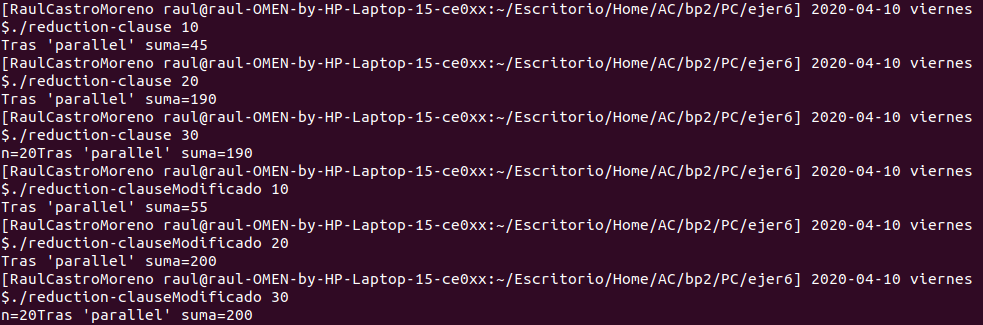 [RaulCastroMoreno raul@raul-OMEN-by-HP-Laptop-15-ce0xx:~/Escritorio/Home/AC/bp2/PC/ejer6] 2020-04-10 viernes
$./reduction-clause 10
Tras 'parallel' suma=45
[RaulCastroMoreno raul@raul-OMEN-by-HP-Laptop-15-ce0xx:~/Escritorio/Home/AC/bp2/PC/ejer6] 2020-04-10 viernes
$./reduction-clause 20
Tras 'parallel' suma=190
[RaulCastroMoreno raul@raul-OMEN-by-HP-Laptop-15-ce0xx:~/Escritorio/Home/AC/bp2/PC/ejer6] 2020-04-10 viernes
$./reduction-clause 30
n=20Tras 'parallel' suma=190
[RaulCastroMoreno raul@raul-OMEN-by-HP-Laptop-15-ce0xx:~/Escritorio/Home/AC/bp2/PC/ejer6] 2020-04-10 viernes
$./reduction-clauseModificado 10
Tras 'parallel' suma=55
[RaulCastroMoreno raul@raul-OMEN-by-HP-Laptop-15-ce0xx:~/Escritorio/Home/AC/bp2/PC/ejer6] 2020-04-10 viernes
$./reduction-clauseModificado 20
Tras 'parallel' suma=200
[RaulCastroMoreno raul@raul-OMEN-by-HP-Laptop-15-ce0xx:~/Escritorio/Home/AC/bp2/PC/ejer6] 2020-04-10 viernes
$./reduction-clauseModificado 30
n=20Tras 'parallel' suma=200